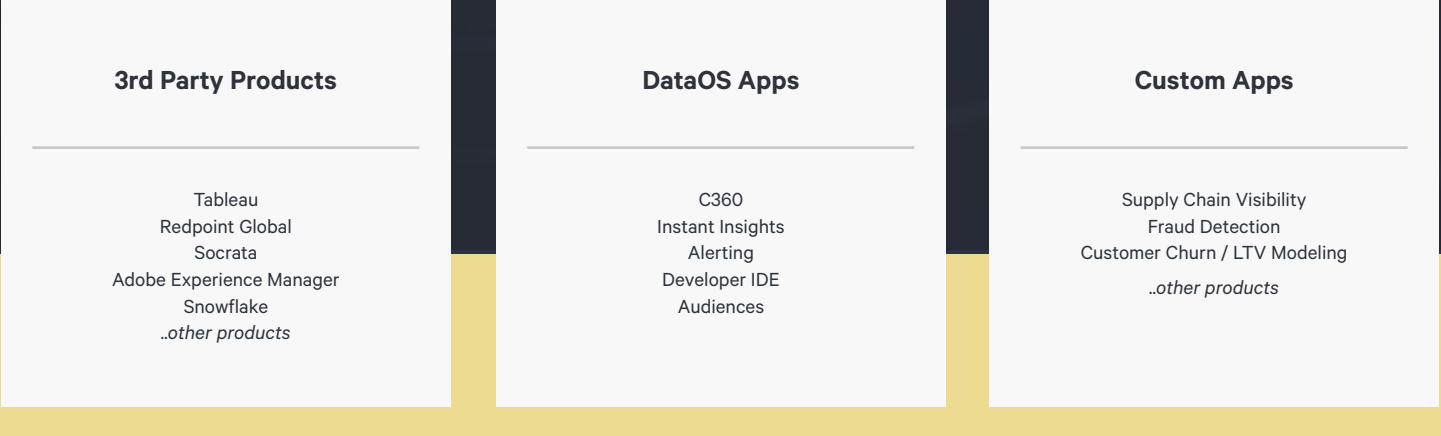 3rd Party Products
Tableau
Redpoint Global
Socrata
Adobe Experience Manager
Snowflake
..other products
DataOS Apps
C360
Instant Insights
Alerting
Developer IDE
Audiences
Custom Apps
Supply Chain Visibility
Fraud Detection
Customer Churn / LTV Modeling
..other products